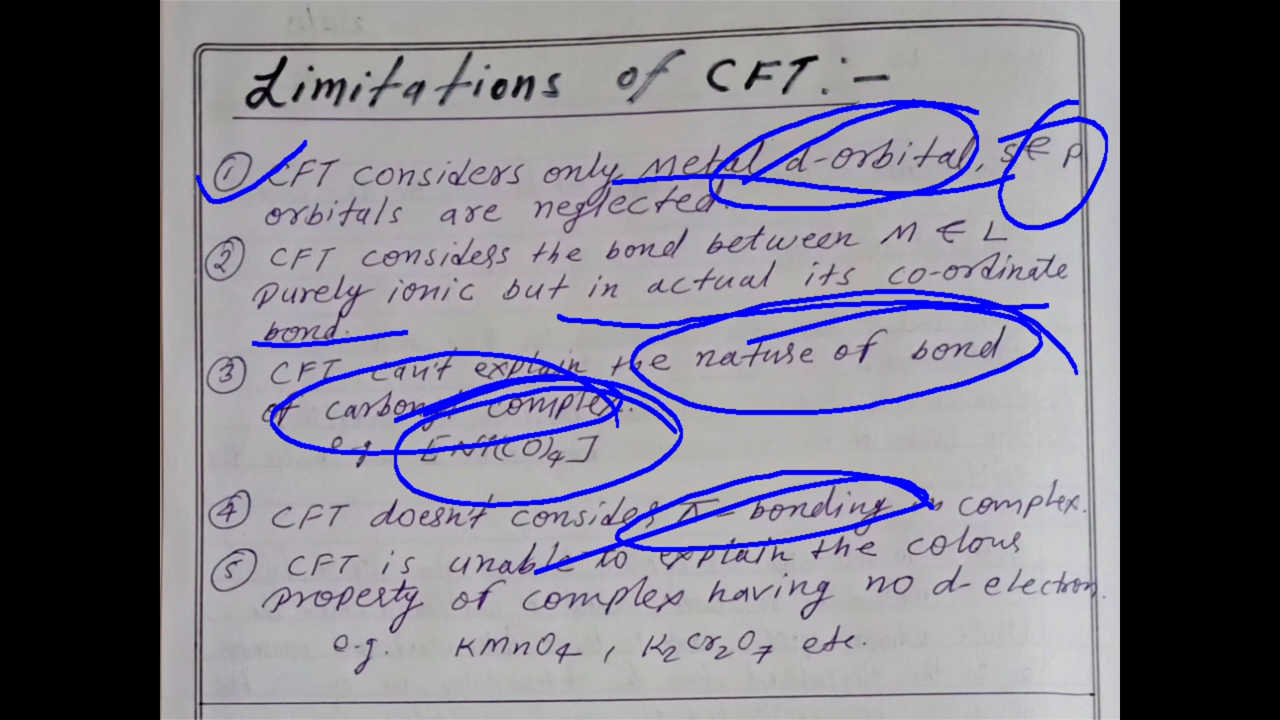 Limitations of CFT:-
① CFT considers only metal d-orbital, s & p
orbitals are neglected.
② CFT considers the bond between M & L
purely ionic but in actual its co-ordinate
bond.
③ CFT can't explain the nature of bond
of carbonyl complex.
e.g. [Ni(CO)4]
④ CFT doesn't consider π-bonding in complex.
⑤ CFT is unable to explain the colour
property of complex having no d-electron.
e.g. KMnO4, K2Cr2O7 etc.